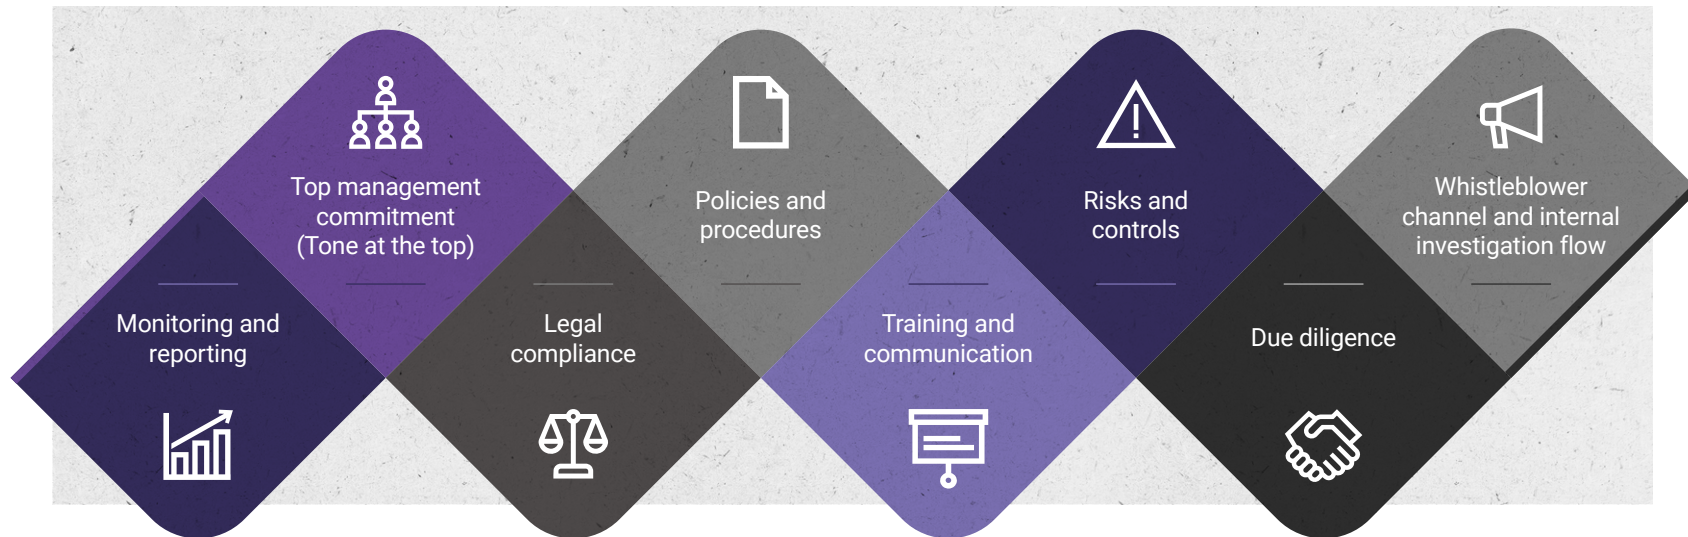 Top management
commitment
(Tone at the top)
Policies and
procedures
Risks and
controls
Whistleblower
channel and internal
investigation flow
Monitoring and
reporting
Legal
compliance
Training and
communication
Due diligence